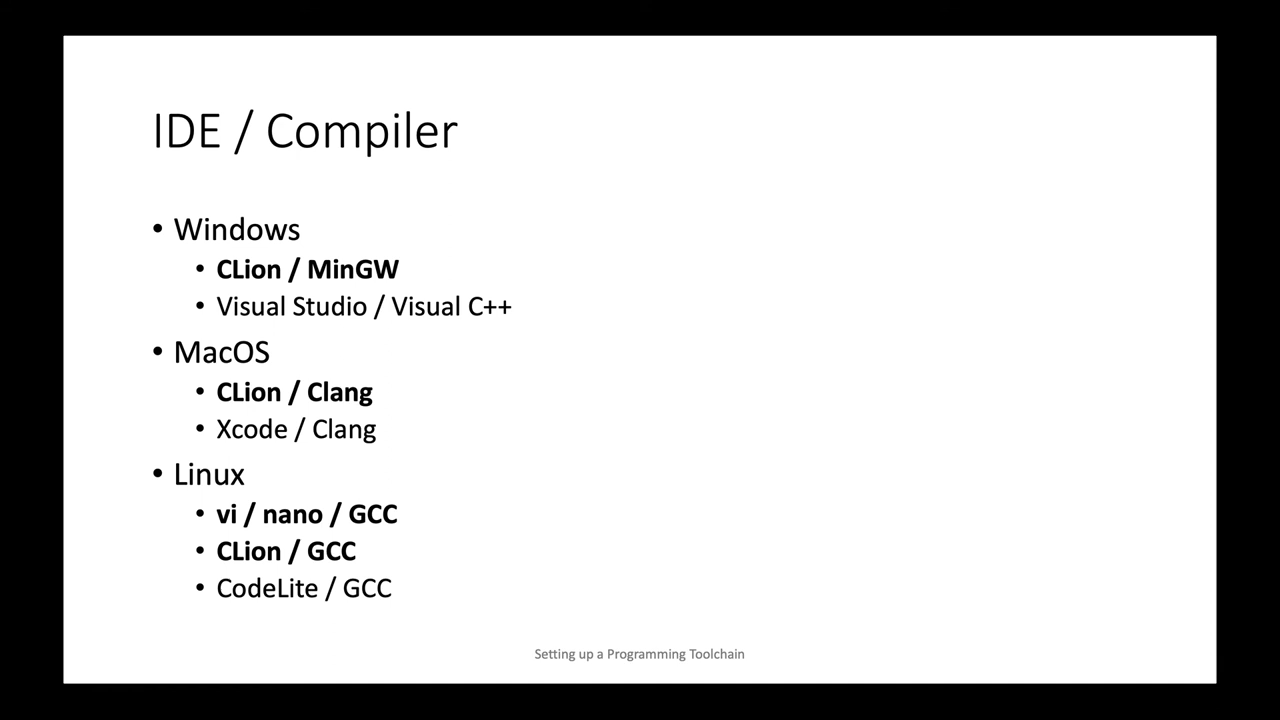 IDE / Compiler
• Windows
• CLion / MinGW
• Visual Studio / Visual C++
• MacOS
• CLion / Clang
• Xcode / Clang
• Linux
• vi / nano / GCC
• CLion / GCC
• CodeLite / GCC
Setting up a Programming Toolchain